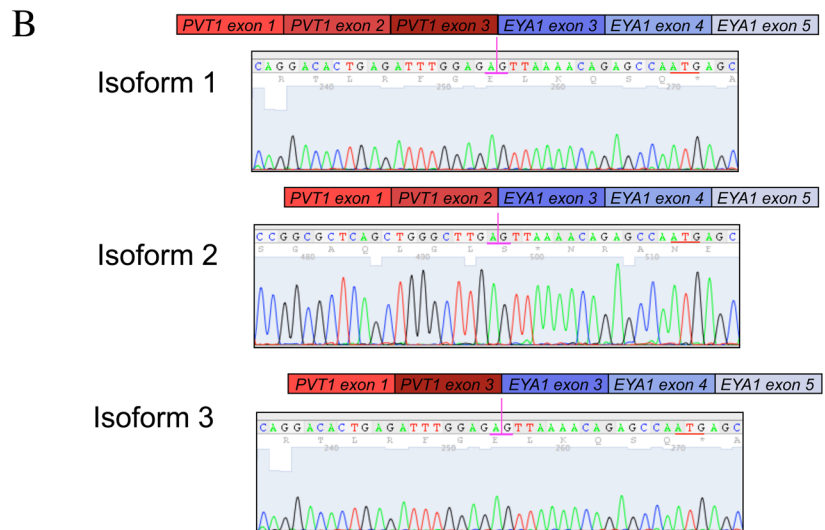 B
PVT1 exon 1 PVT1 exon 2 PVT1 exon 3 EYA1 exon 3 EYA1 exon 4 EYA1 exon 5
Isoform 1
CAGGACACTGAGATTTGGAGAGTTAAAACAGAGCCAATGAGC
R T L R F G E L K Q S Q * A
240 250 260 270
PVT1 exon 1 PVT1 exon 2 EYA1 exon 3 EYA1 exon 4 EYA1 exon 5
Isoform 2
CCGGCGCTCAGCTGGGCTTGAGTTAAAACAGAGCCAATGAGC
S G A Q L G L S * N R A N E
480 490 500 510
PVT1 exon 1 PVT1 exon 3 EYA1 exon 3 EYA1 exon 4 EYA1 exon 5
Isoform 3
CAGGACACTGAGATTTGGAGAGTTAAAACAGAGCCAATGAGC
R T L R F G E L K Q S Q * A
240 250 260 270